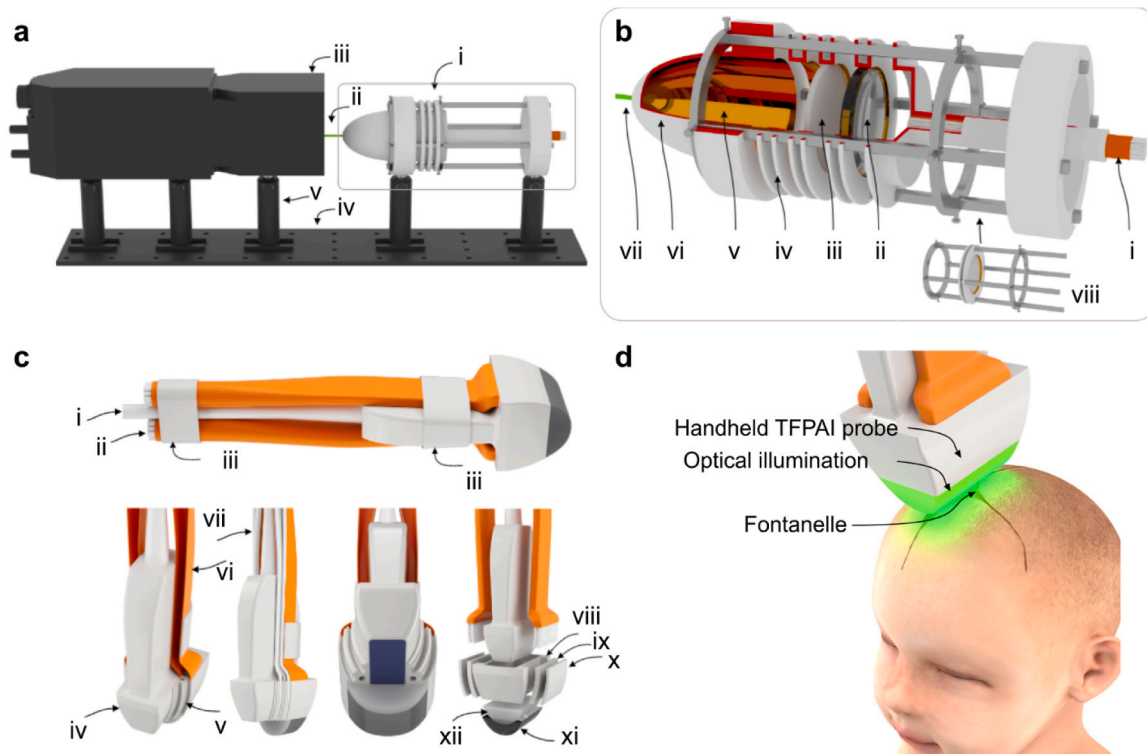 a
iii
i
ii
v
iv
b
vii
vi
v
iv
iii
ii
viii
i
c
i
ii
iii
iii
vii
vi
viii
ix
x
iv
v
xii
xi
d
Handheld TFPAI probe
Optical illumination
Fontanelle